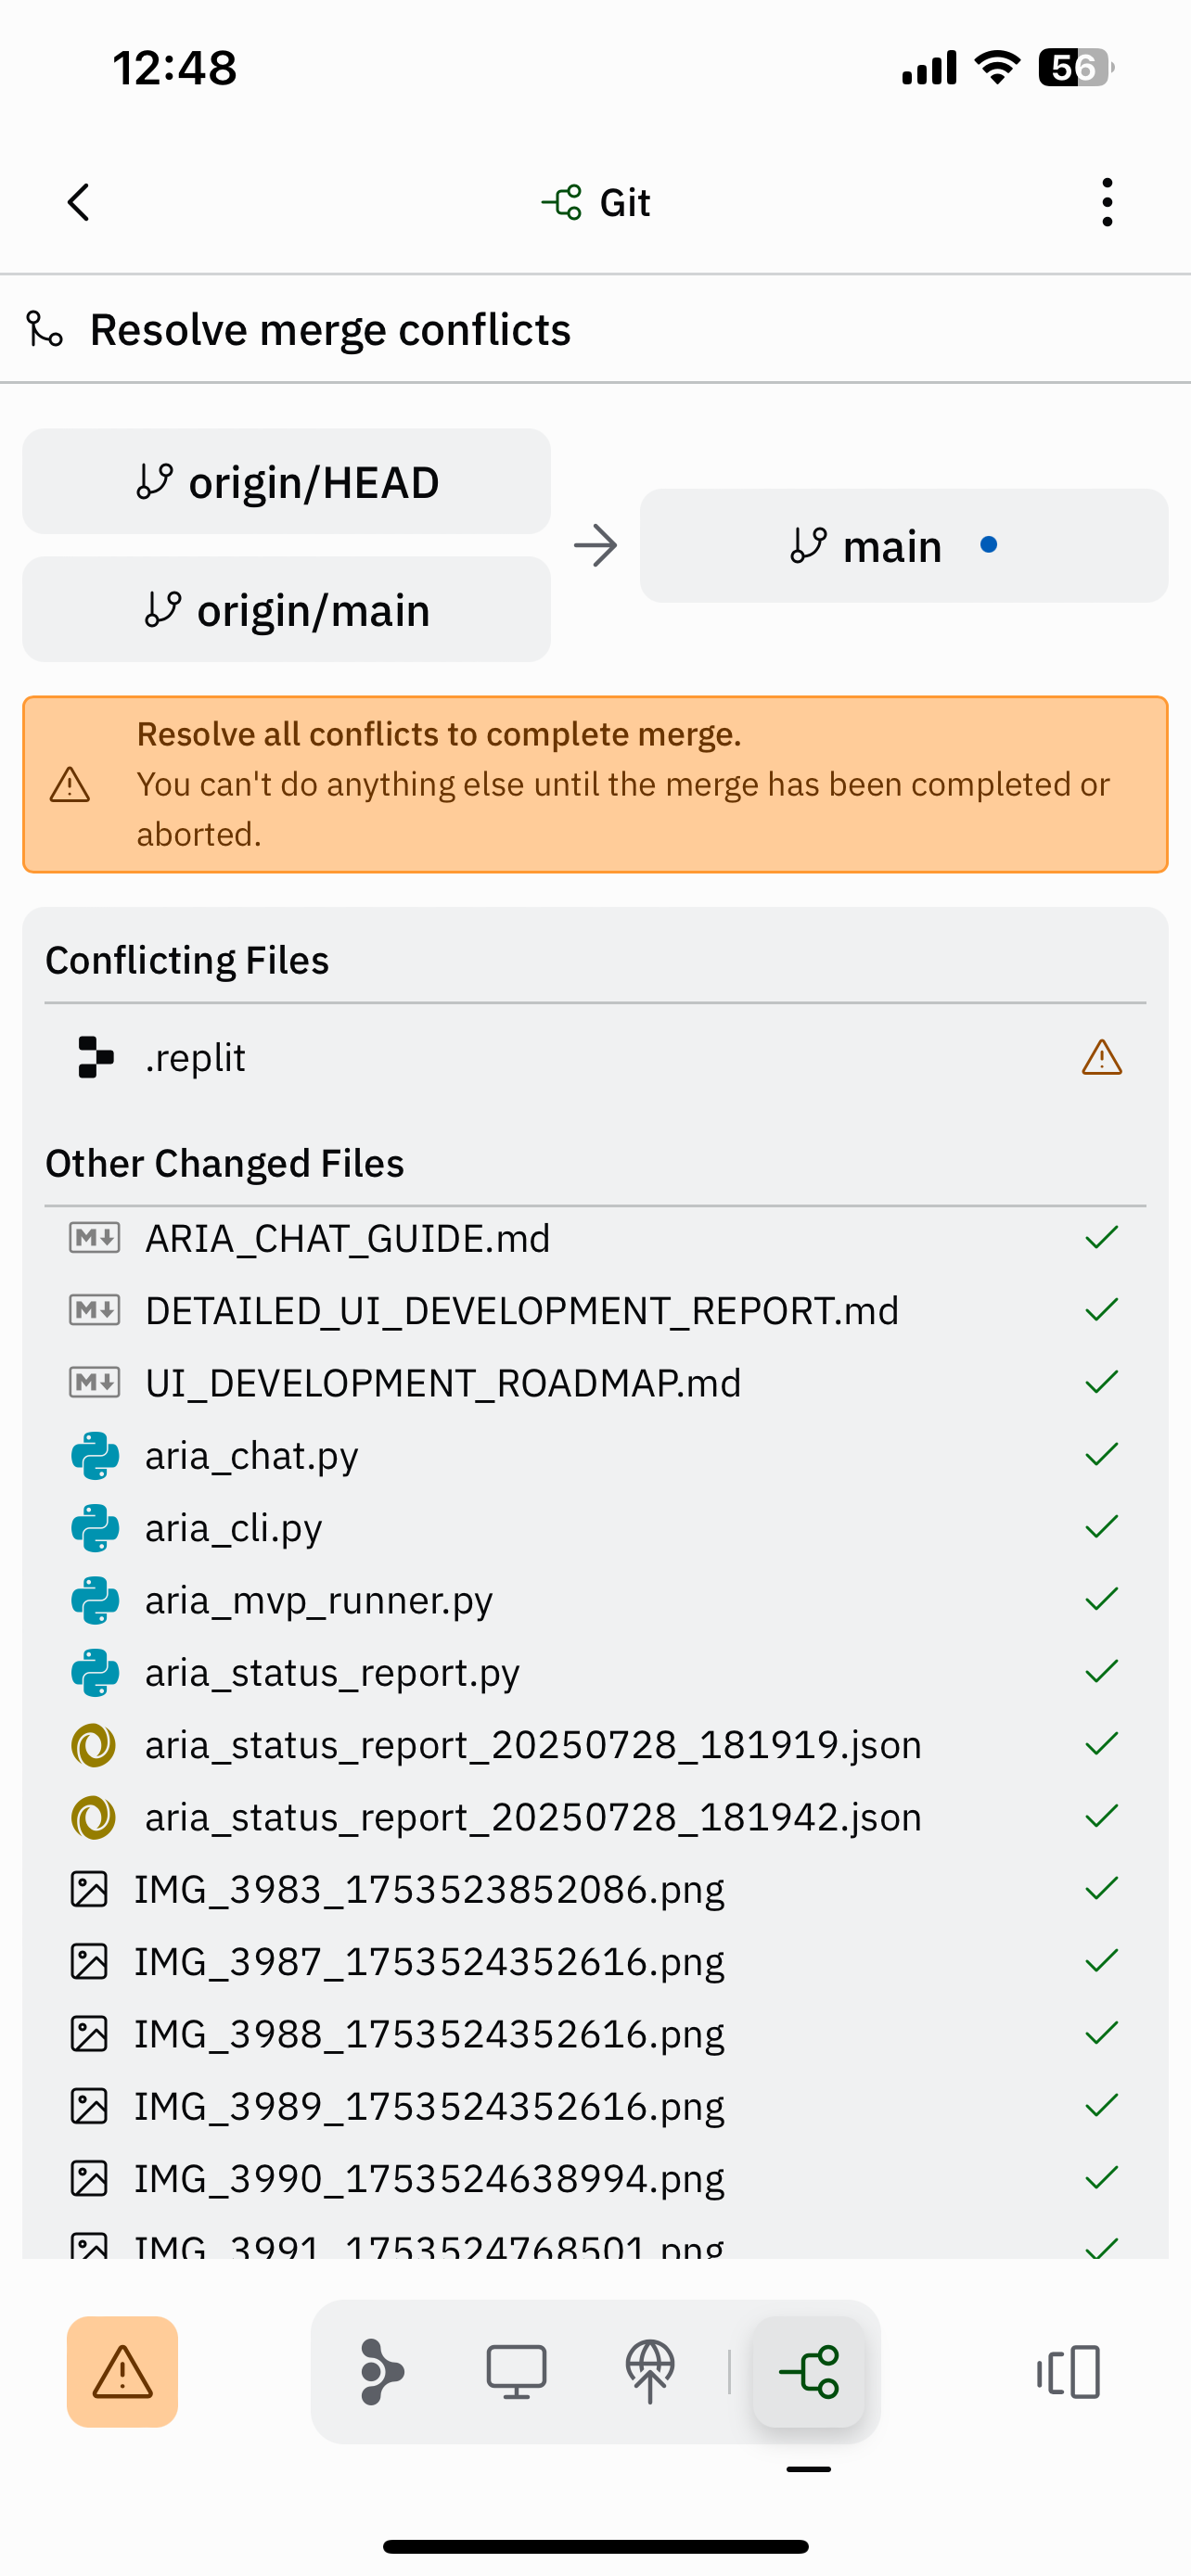 12:48
56
Git
Resolve merge conflicts
origin/HEAD
origin/main
main
Resolve all conflicts to complete merge.
You can't do anything else until the merge has been completed or
aborted.
Conflicting Files
.replit
Other Changed Files
ARIA_CHAT_GUIDE.md
DETAILED_UI_DEVELOPMENT_REPORT.md
UI_DEVELOPMENT_ROADMAP.md
aria_chat.py
aria_cli.py
aria_mvp_runner.py
aria_status_report.py
aria_status_report_20250728_181919.json
aria_status_report_20250728_181942.json
IMG_3983_1753523852086.png
IMG_3987_1753524352616.png
IMG_3988_1753524352616.png
IMG_3989_1753524352616.png
IMG_3990_1753524638994.png
IMG_3991_1753524768501.png